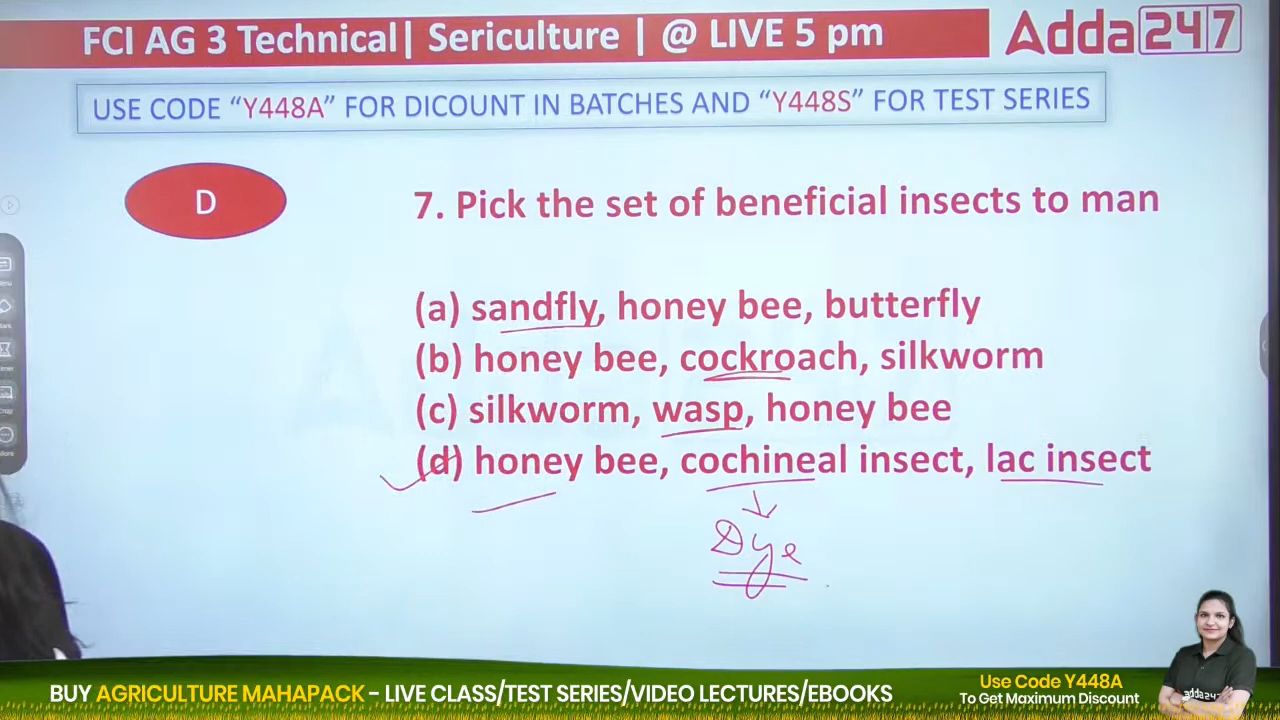 FCI AG 3 Technical| Sericulture | @ LIVE 5 pm
Adda247
USE CODE “Y448A” FOR DICOUNT IN BATCHES AND “Y448S” FOR TEST SERIES
D
7. Pick the set of beneficial insects to man
(a) sandfly, honey bee, butterfly
(b) honey bee, cockroach, silkworm
(c) silkworm, wasp, honey bee
(d) honey bee, cochineal insect, lac insect
Dye
BUY AGRICULTURE MAHAPACK – LIVE CLASS/TEST SERIES/VIDEO LECTURES/EBOOKS
Use Code Y448A
To Get Maximum Discount
adda247